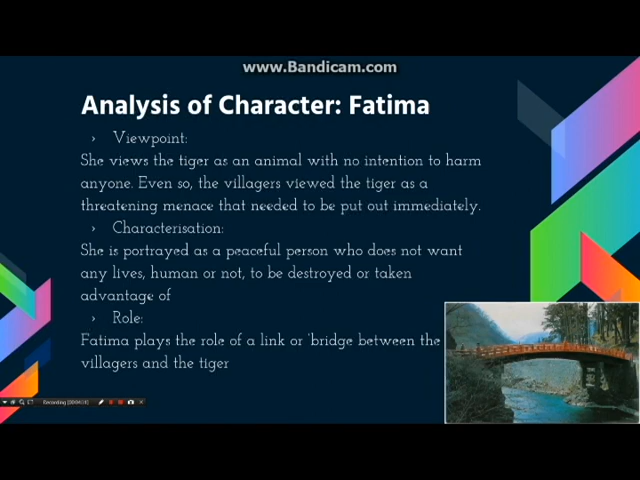 www.Bandicam.com
Analysis of Character: Fatima
› Viewpoint:
She views the tiger as an animal with no intention to harm
anyone. Even so, the villagers viewed the tiger as a
threatening menace that needed to be put out immediately.
› Characterisation:
She is portrayed as a peaceful person who does not want
any lives, human or not, to be destroyed or taken
advantage of
› Role:
Fatima plays the role of a link or 'bridge between the
villagers and the tiger